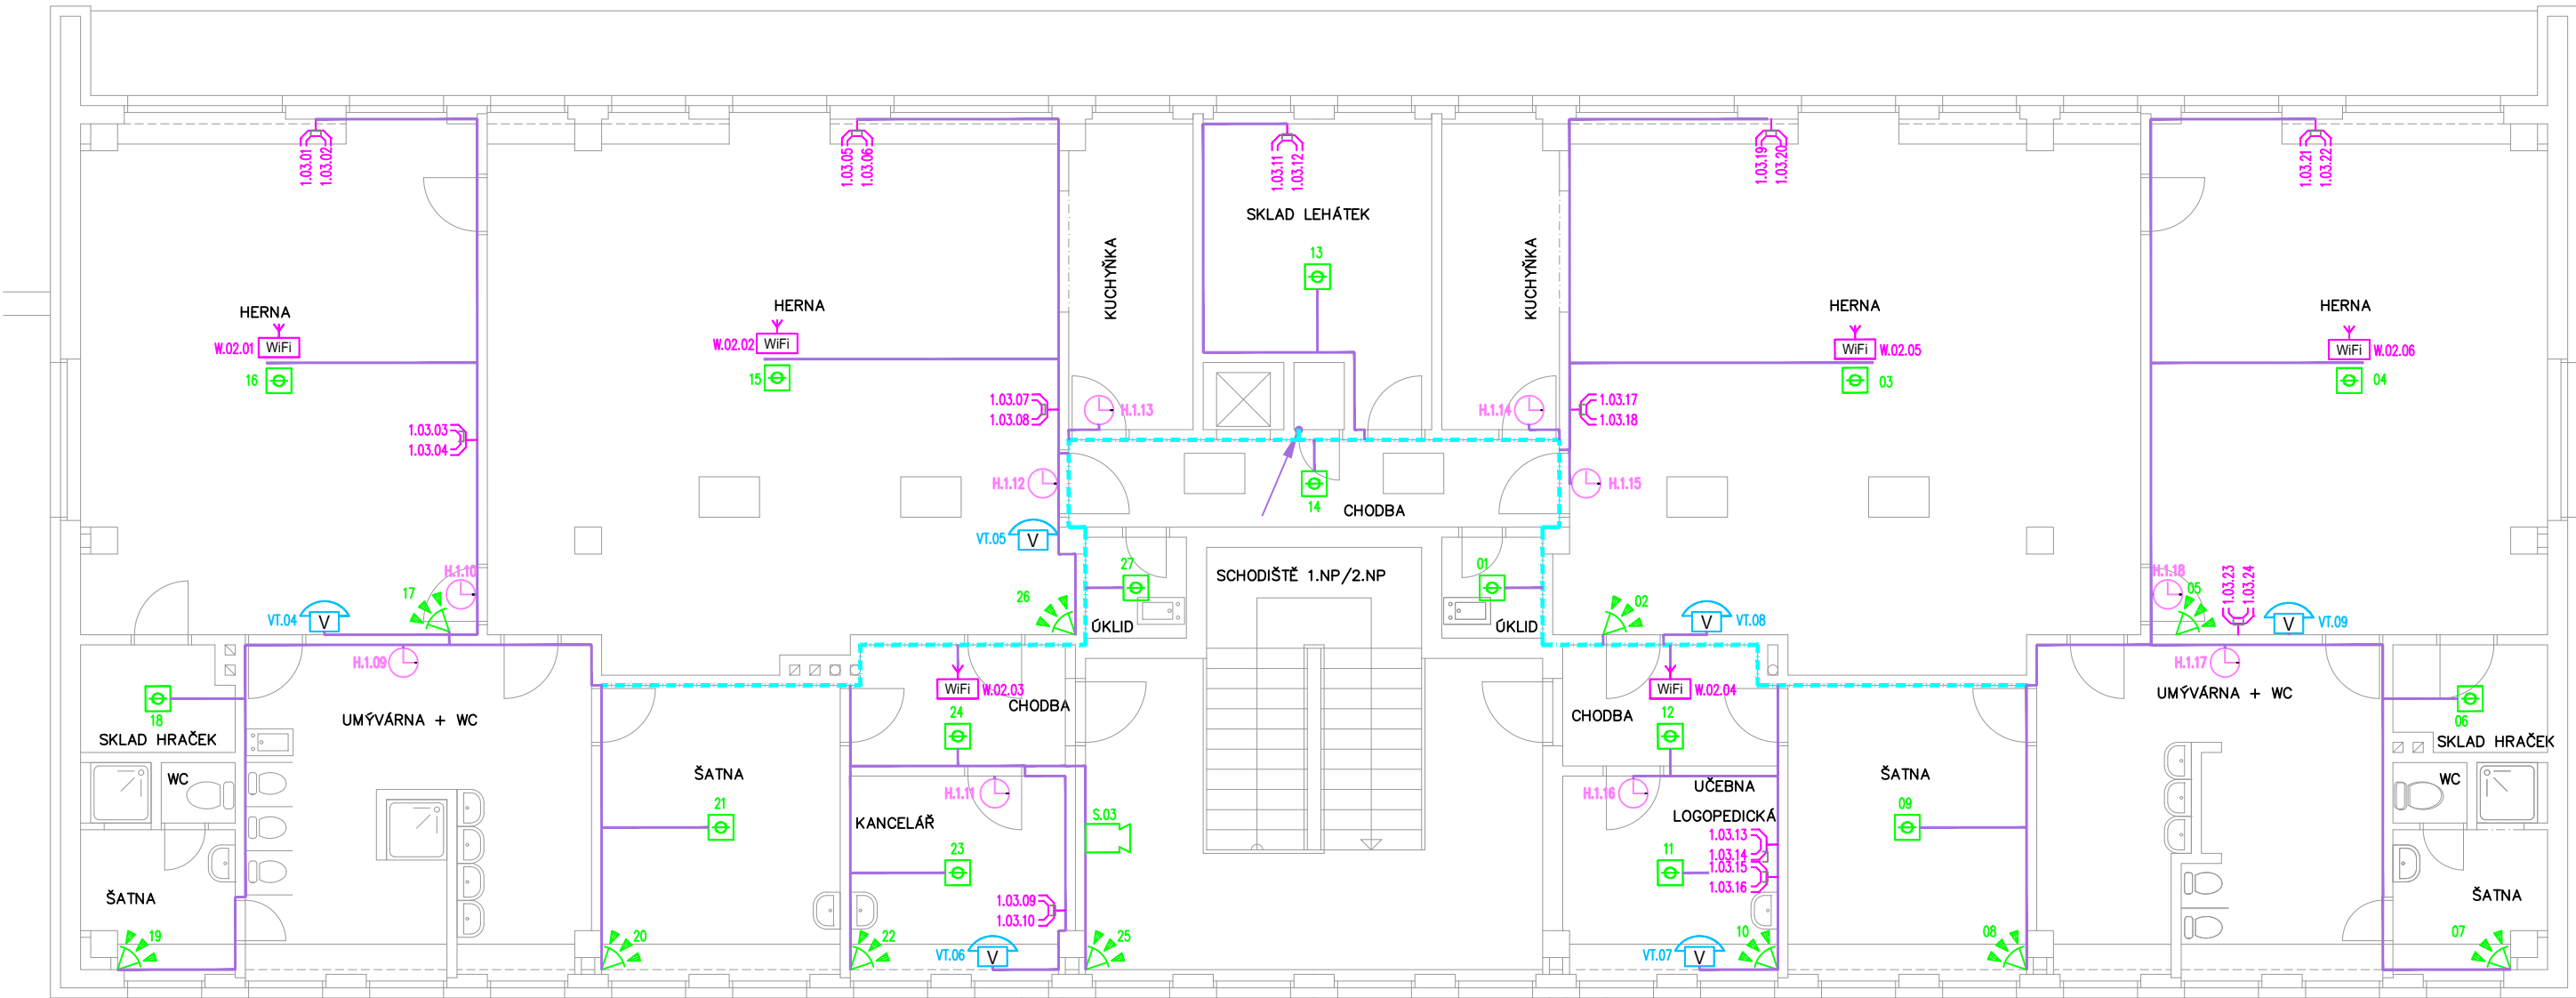 1.03.01
1.03.02
1.03.05
1.03.06
1.03.11
1.03.12
1.03.19
1.03.20
1.03.21
1.03.22
SKLAD LEHÁTEK
13
KUCHYŇKA
KUCHYŇKA
HERNA
HERNA
HERNA
HERNA
W.02.01
WiFi
W.02.02
WiFi
WiFi
W.02.05
WiFi
W.02.06
16
15
03
04
1.03.07
1.03.08
H.1.13
H.1.14
1.03.17
1.03.18
1.03.03
1.03.04
H.1.12
14
H.1.15
CHODBA
VT.05
V
27
01
SCHODIŠTĚ 1.NP/2.NP
H.1.10
H.1.18
1.03.23
1.03.24
17
26
02
05
VT.04
V
ÚKLID
ÚKLID
V
VT.08
V
VT.09
H.1.09
H.1.17
WiFi
W.02.03
WiFi
W.02.04
18
UMÝVÁRNA + WC
24
CHODBA
CHODBA
12
UMÝVÁRNA + WC
06
SKLAD HRAČEK
SKLAD HRAČEK
WC
ŠATNA
H.1.11
H.1.16
UČEBNA
LOGOPEDICKÁ
ŠATNA
WC
21
KANCELÁŘ
S.03
09
23
11
1.03.13
1.03.14
1.03.15
1.03.16
ŠATNA
1.03.09
1.03.10
ŠATNA
19
20
22
VT.06
V
25
VT.07
V
10
08
07